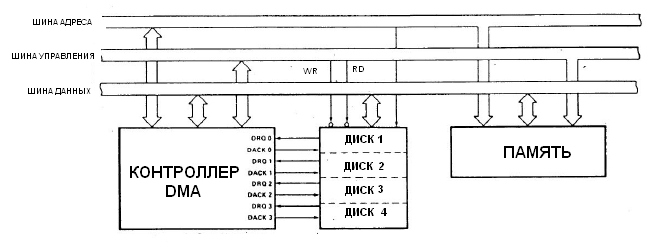 ШИНА АДРЕСА
ШИНА УПРАВЛЕНИЯ
WR
RD
ШИНА ДАННЫХ
КОНТРОЛЛЕР
DMA
DRQ 0
DACK 0
DRQ 1
DACK 1
DRQ 2
DACK 2
DRQ 3
DACK 3
ДИСК 1
ДИСК 2
ДИСК 3
ДИСК 4
ПАМЯТЬ